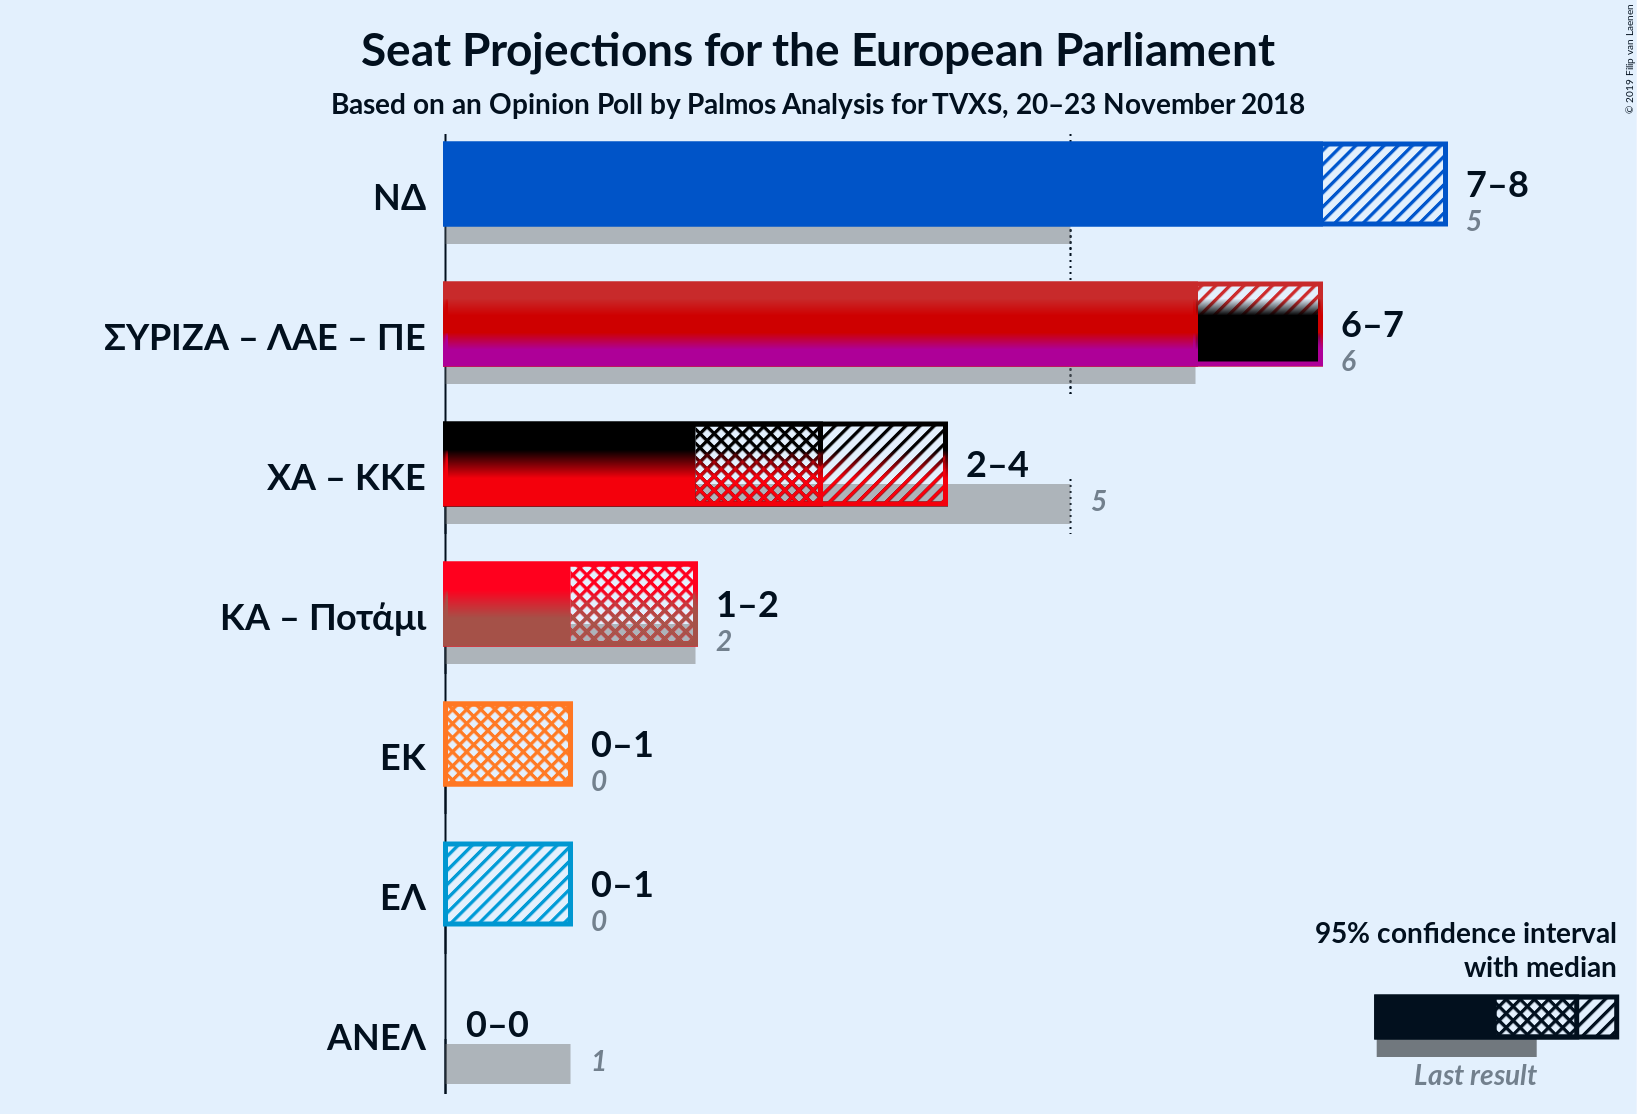 Seat Projections for the European Parliament
Based on an Opinion Poll by Palmos Analysis for TVXS, 20–23 November 2018
© 2019 Filip van Laenen
ΝΔ
7–8
5
ΣΥΡΙΖΑ – ΛΑΕ – ΠΕ
6–7
6
ΧΑ – ΚΚΕ
2–4
5
ΚΑ – Ποτάμι
1–2
2
ΕΚ
0–1
0
ΕΛ
0–1
0
ΑΝΕΛ
0–0
1
95% confidence interval
with median
Last result